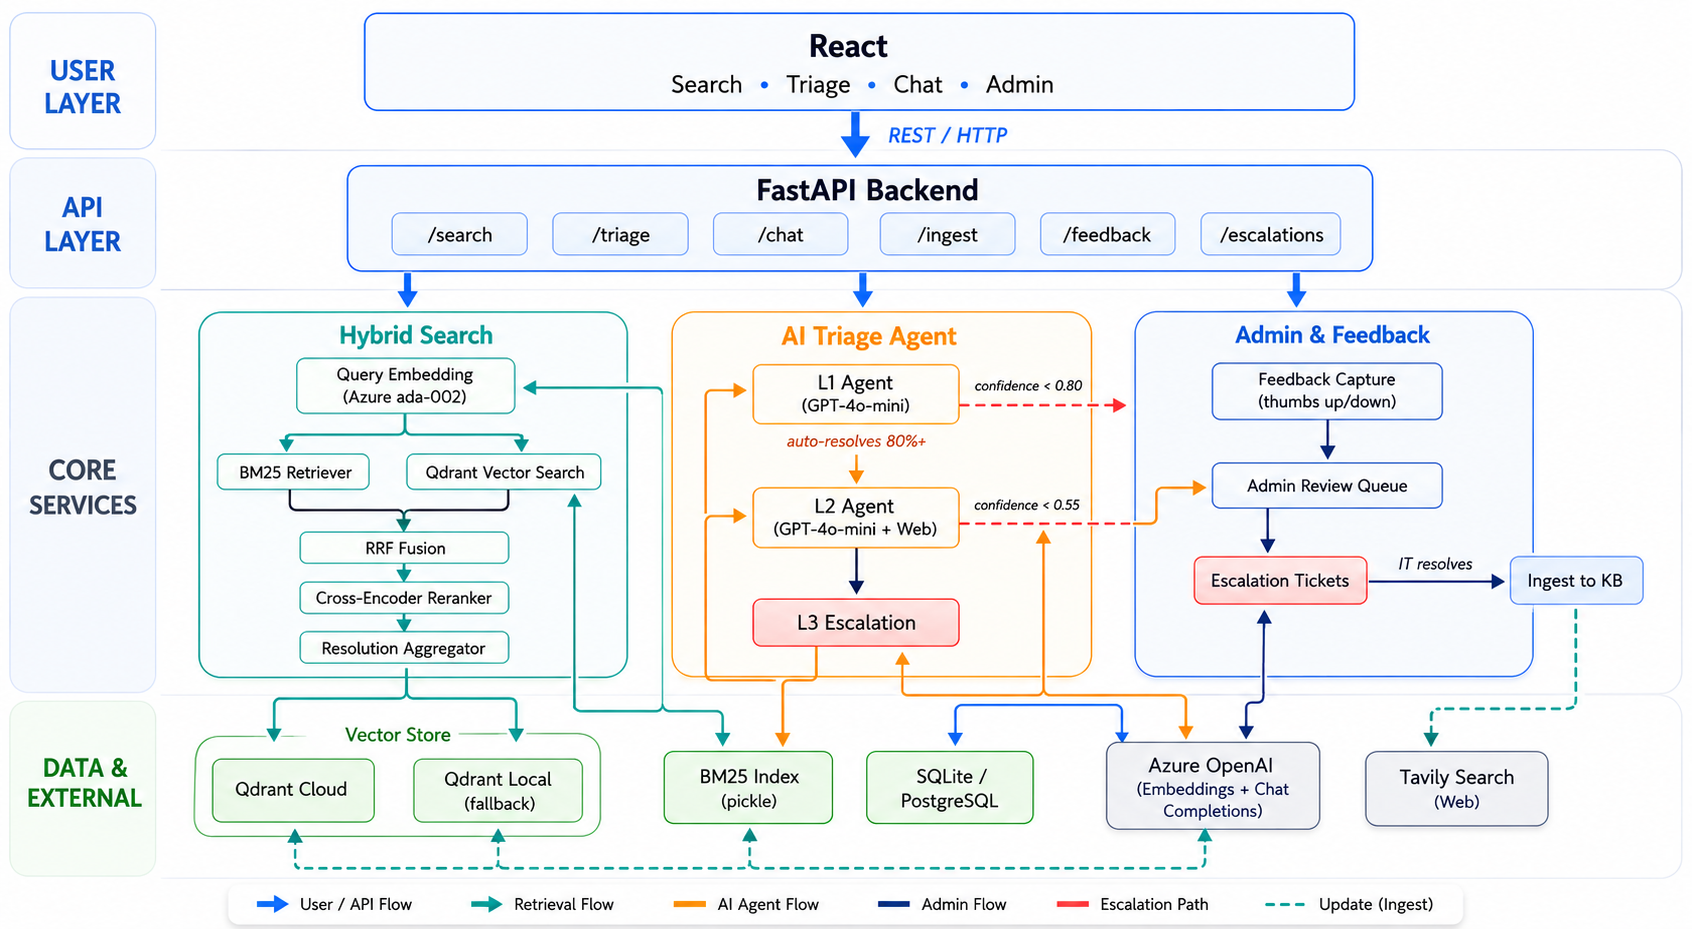 USER
LAYER
React
Search • Triage • Chat • Admin
REST / HTTP
API
LAYER
FastAPI Backend
/search
/triage
/chat
/ingest
/feedback
/escalations
CORE
SERVICES
Hybrid Search
Query Embedding
(Azure ada-002)
BM25 Retriever
Qdrant Vector Search
RRF Fusion
Cross-Encoder Reranker
Resolution Aggregator
AI Triage Agent
L1 Agent
(GPT-4o-mini)
confidence < 0.80
auto-resolves 80%+
L2 Agent
(GPT-4o-mini + Web)
confidence < 0.55
L3 Escalation
Admin & Feedback
Feedback Capture
(thumbs up/down)
Admin Review Queue
Escalation Tickets
IT resolves
Ingest to KB
DATA &
EXTERNAL
Vector Store
Qdrant Cloud
Qdrant Local
(fallback)
BM25 Index
(pickle)
SQLite /
PostgreSQL
Azure OpenAI
(Embeddings + Chat
Completions)
Tavily Search
(Web)
User / API Flow
Retrieval Flow
AI Agent Flow
Admin Flow
Escalation Path
Update (Ingest)